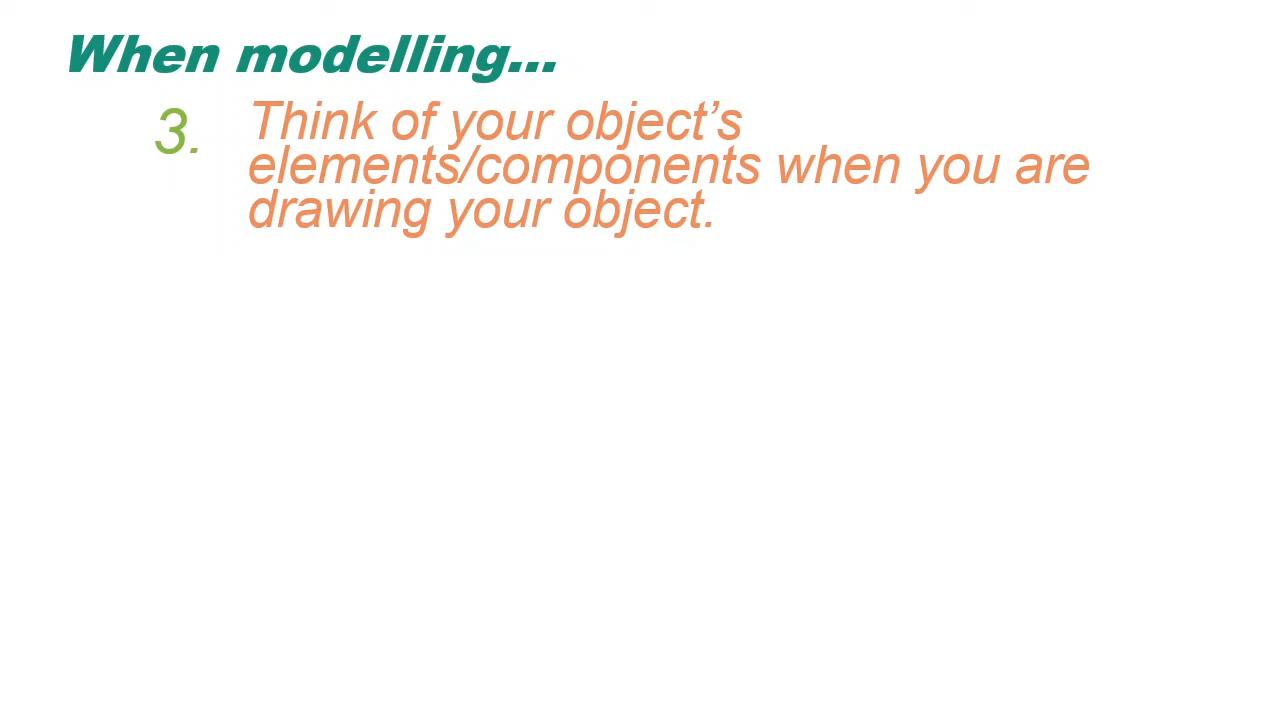 When modelling...
3. Think of your object’s
elements/components when you are
drawing your object.